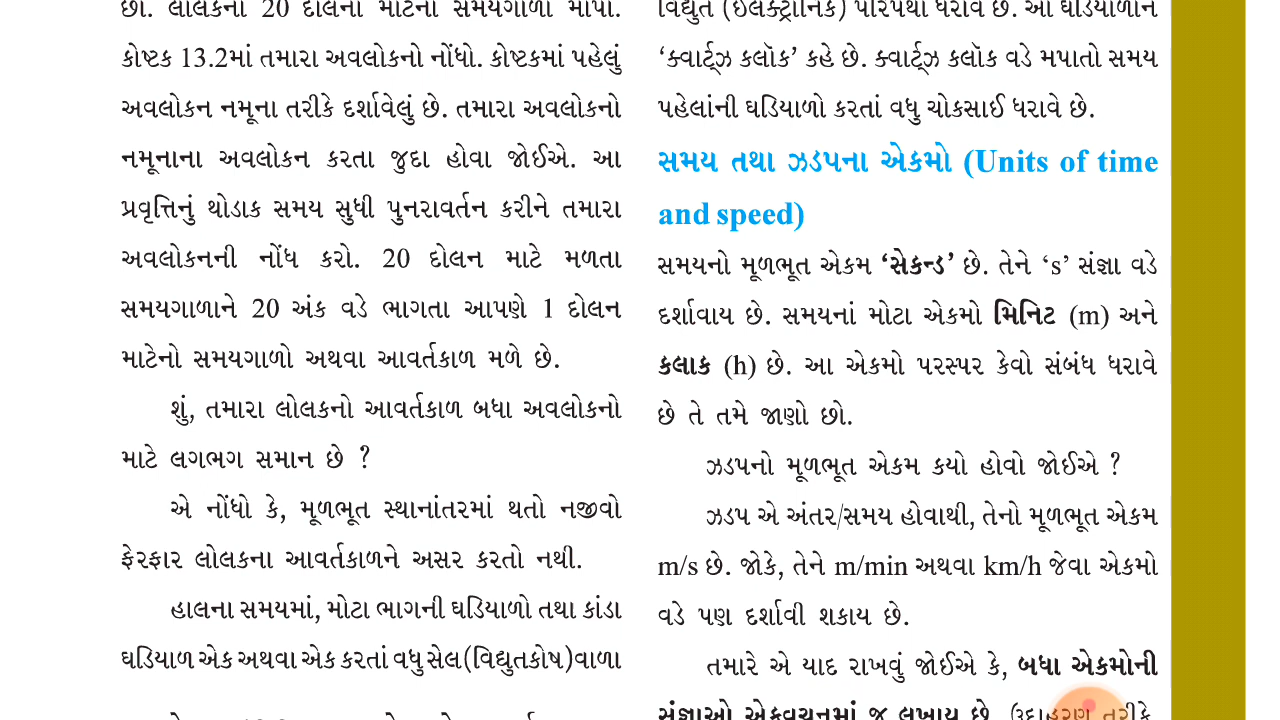 છો. લોલકના 20 દોલનો માટેનો સમયગાળો માપો.
કોષ્ટક 13.2માં તમારા અવલોકનો નોંધો. કોષ્ટકમાં પહેલું
અવલોકન નમૂના તરીકે દર્શાવેલું છે. તમારા અવલોકનો
નમૂનાના અવલોકન કરતા જુદા હોવા જોઈએ. આ
પ્રવૃત્તિનું થોડાક સમય સુધી પુનરાવર્તન કરીને તમારા
અવલોકનની નોંધ કરો. 20 દોલન માટે મળતા
સમયગાળાને 20 અંક વડે ભાગતા આપણે 1 દોલન
માટેનો સમયગાળો અથવા આવર્તકાળ મળે છે.
શું, તમારા લોલકનો આવર્તકાળ બધા અવલોકનો
માટે લગભગ સમાન છે ?
એ નોંધો કે, મૂળભૂત સ્થાનાંતરમાં થતો નજીવો
ફેરફાર લોલકના આવર્તકાળને અસર કરતો નથી.
હાલના સમયમાં, મોટા ભાગની ઘડિયાળો તથા કાંડા
ઘડિયાળ એક અથવા એક કરતાં વધુ સેલ(વિદ્યુતકોષ)વાળા
વિદ્યુત (ઇલેક્ટ્રોનિક) પરિપથો ધરાવે છે. આ ઘડિયાળોને
‘ક્વાર્ટ્ઝ ક્લૉક’ કહે છે. ક્વાર્ટ્ઝ ક્લૉક વડે મપાતો સમય
પહેલાંની ઘડિયાળો કરતાં વધુ ચોકસાઈ ધરાવે છે.
સમય તથા ઝડપના એકમો (Units of time
and speed)
સમયનો મૂળભૂત એકમ ‘સેકન્ડ’ છે. તેને ‘s’ સંજ્ઞા વડે
દર્શાવાય છે. સમયનાં મોટા એકમો મિનિટ (m) અને
કલાક (h) છે. આ એકમો પરસ્પર કેવો સંબંધ ધરાવે
છે તે તમે જાણો છો.
ઝડપનો મૂળભૂત એકમ કયો હોવો જોઈએ ?
ઝડપ એ અંતર/સમય હોવાથી, તેનો મૂળભૂત એકમ
m/s છે. જોકે, તેને m/min અથવા km/h જેવા એકમો
વડે પણ દર્શાવી શકાય છે.
તમારે એ યાદ રાખવું જોઈએ કે, બધા એકમોની
સંજ્ઞાઓ એકવચનમાં જ લખાય છે. ઉદાહરણ તરીકે,